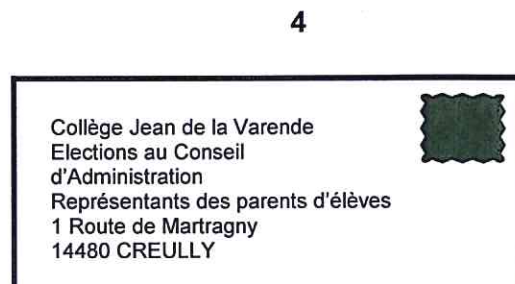 4
Collège Jean de la Varende
Elections au Conseil
d'Administration
Représentants des parents d'élèves
1 Route de Martragny
14480 CREULLY